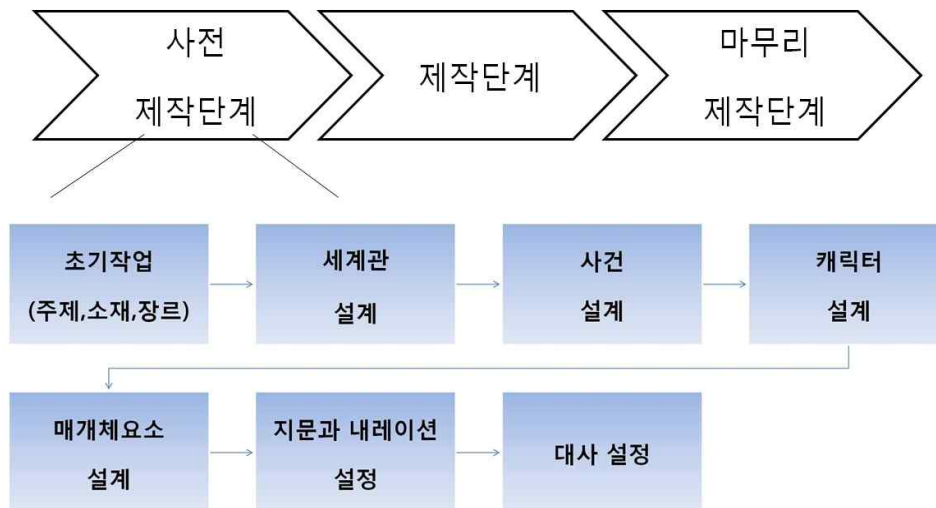 사전
제작단계
제작단계
마무리
제작단계
초기작업
(주제,소재,장르)
세계관
설계
사건
설계
캐릭터
설계
매개체요소
설계
지문과 내레이션
설정
대사 설정